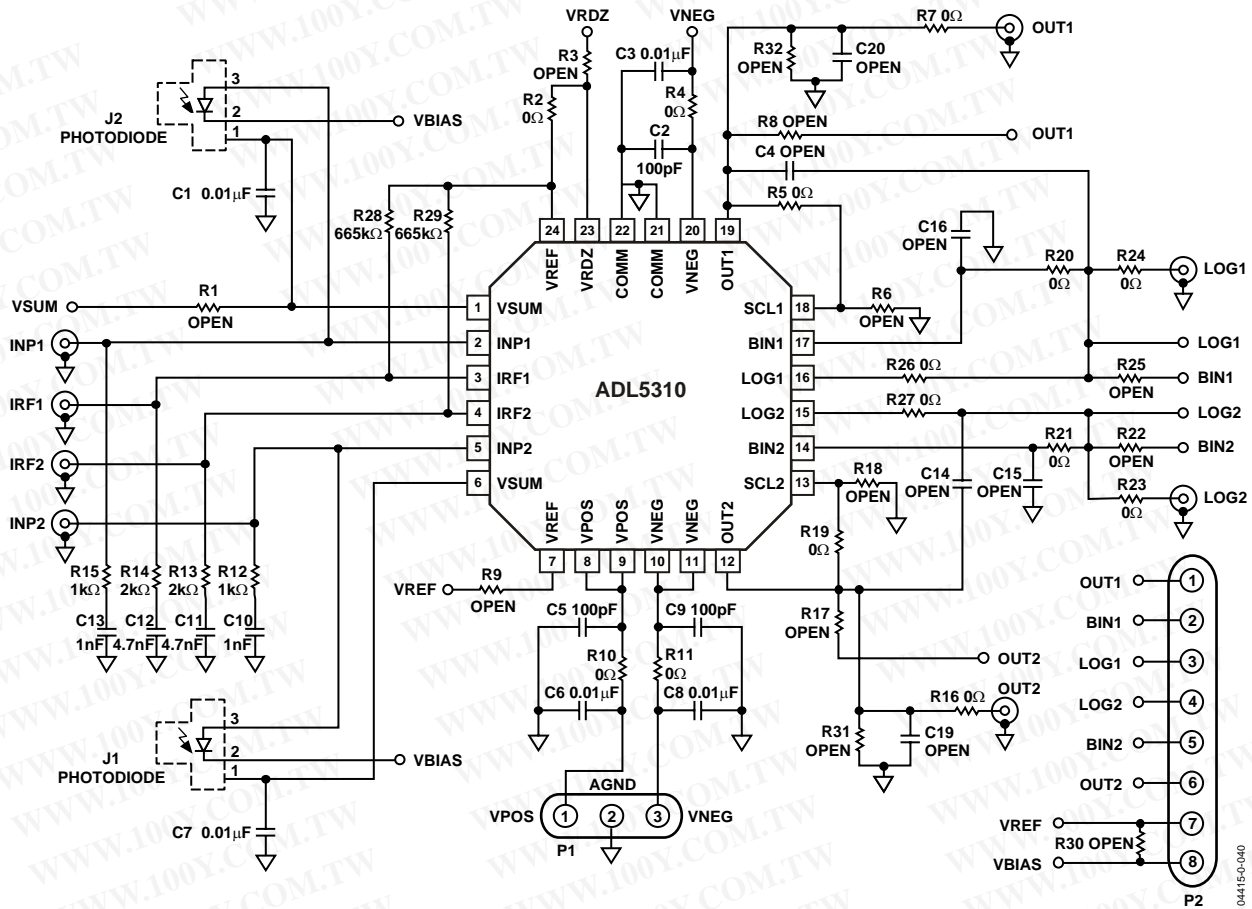 VRDZ
VNEG
R3
OPEN
C3 0.01µF
R2
0Ω
R4
0Ω
C2
100pF
R32
OPEN
C20
OPEN
R7 0Ω
OUT1
R8 OPEN
OUT1
C4 OPEN
R5 0Ω
J2
PHOTODIODE
3
2
1
VBIAS
C1 0.01µF
R28
665kΩ
R29
665kΩ
24
23
22
21
20
19
VREF
VRDZ
COMM
COMM
VNEG
OUT1
C16
OPEN
R20
0Ω
R24
0Ω
LOG1
VSUM
R1
OPEN
1
VSUM
SCL1
18
R6
OPEN
INP1
2
INP1
BIN1
17
LOG1
3
IRF1
LOG1
16
R26 0Ω
R25
OPEN
BIN1
IRF1
ADL5310
4
IRF2
LOG2
15
R27 0Ω
LOG2
IRF2
5
INP2
BIN2
14
R21
0Ω
R22
OPEN
BIN2
6
VSUM
SCL2
13
R18
OPEN
C14
OPEN
C15
OPEN
R23
0Ω
LOG2
INP2
VREF
VPOS
VPOS
VNEG
VNEG
OUT2
7
8
9
10
11
12
R19
0Ω
R15
1kΩ
R14
2kΩ
R13
2kΩ
R12
1kΩ
VREF
R9
OPEN
C13
1nF
C12
4.7nF
C11
4.7nF
C10
1nF
C5 100pF
C9 100pF
R17
OPEN
R10
0Ω
R11
0Ω
OUT2
C6 0.01µF
C8 0.01µF
R16 0Ω
OUT2
R31
OPEN
C19
OPEN
J1
PHOTODIODE
3
2
1
VBIAS
C7 0.01µF
AGND
VPOS
1
2
3
VNEG
P1
OUT1
1
BIN1
2
LOG1
3
LOG2
4
BIN2
5
OUT2
6
VREF
7
R30 OPEN
VBIAS
8
P2
04415-0-040
WWW.100Y.COM.TW